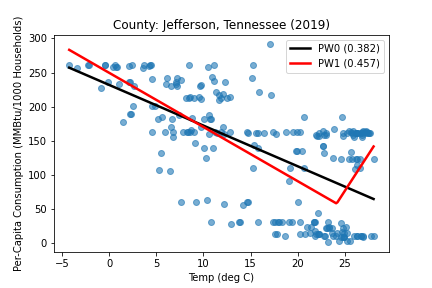 County: Jefferson, Tennessee (2019)
Per-Capita Consumption (MMBtu/1000 Households)
300
250
200
150
100
50
0
PW0 (0.382)
PW1 (0.457)
−5 0 5 10 15 20 25
Temp (deg C)